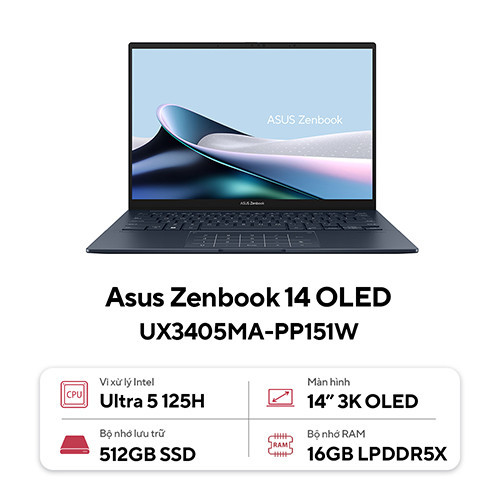 ASUS Zenbook
ASUS Zenbook
Asus Zenbook 14 OLED
UX3405MA-PP151W
CPU
Vi xử lý Intel
Ultra 5 125H
Màn hình
14” 3K OLED
Bộ nhớ lưu trữ
512GB SSD
RAM
Bộ nhớ RAM
16GB LPDDR5X